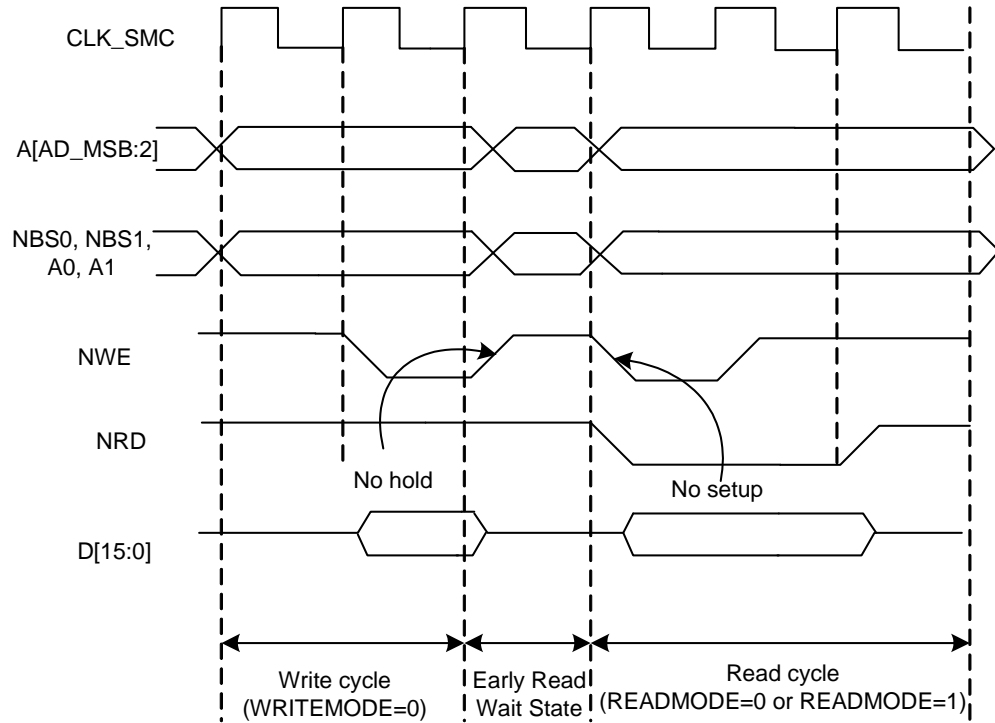 CLK_SMC
A[AD_MSB:2]
NBS0, NBS1,
A0, A1
NWE
NRD
No hold
No setup
D[15:0]
Write cycle
(WRITEMODE=0)
Early Read
Wait State
Read cycle
(READMODE=0 or READMODE=1)